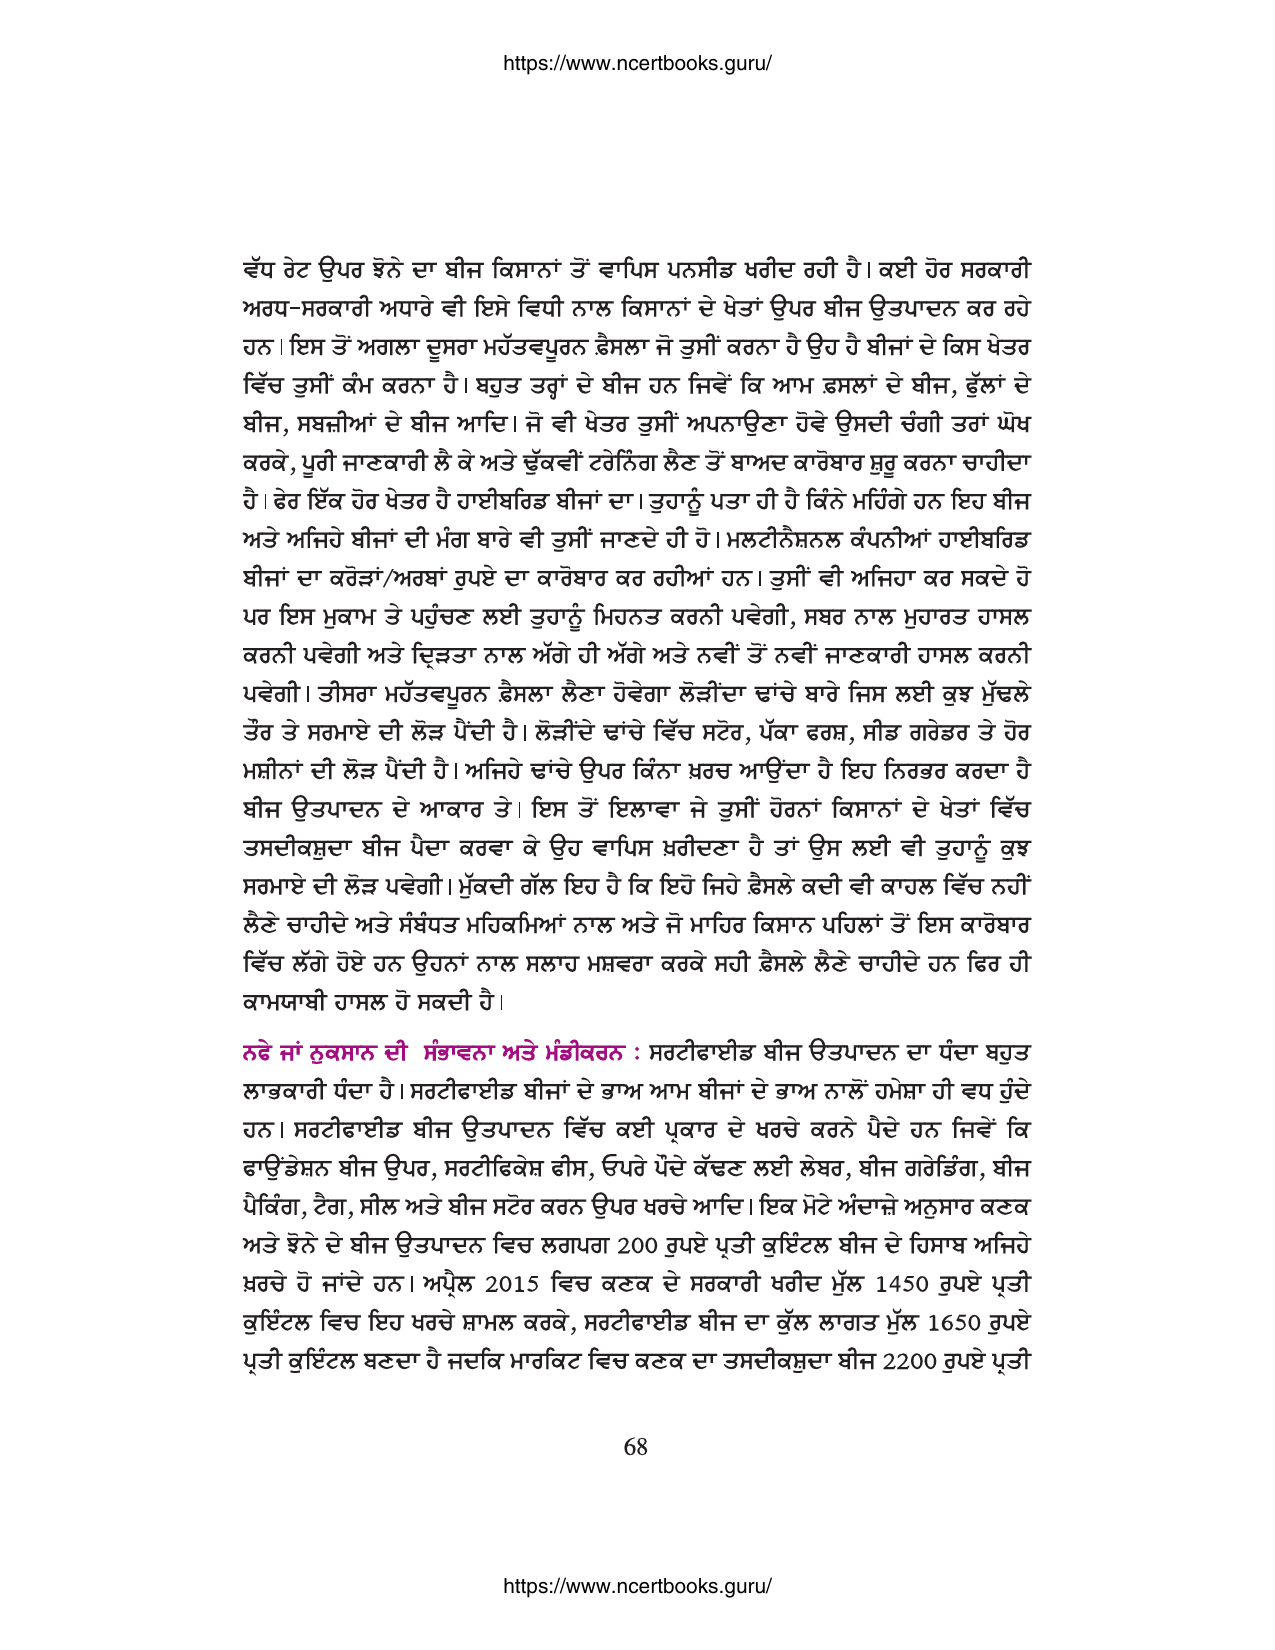 https://www.ncertbooks.guru/
ਵੱਧ ਰੇਟ ਉਪਰ ਝੋਨੇ ਦਾ ਬੀਜ ਕਿਸਾਨਾਂ ਤੋਂ ਵਾਪਿਸ ਪਨਸੀਡ ਖਰੀਦ ਰਹੀ ਹੈ। ਕਈ ਹੋਰ ਸਰਕਾਰੀ
ਅਰਧ-ਸਰਕਾਰੀ ਅਧਾਰੇ ਵੀ ਇਸੇ ਵਿਧੀ ਨਾਲ ਕਿਸਾਨਾਂ ਦੇ ਖੇਤਾਂ ਉਪਰ ਬੀਜ ਉਤਪਾਦਨ ਕਰ ਰਹੇ
ਹਨ। ਇਸ ਤੋਂ ਅਗਲਾ ਦੂਸਰਾ ਮਹੱਤਵਪੂਰਨ ਫ਼ੈਸਲਾ ਜੋ ਤੁਸੀਂ ਕਰਨਾ ਹੈ ਉਹ ਹੈ ਬੀਜਾਂ ਦੇ ਕਿਸ ਖੇਤਰ
ਵਿੱਚ ਤੁਸੀਂ ਕੰਮ ਕਰਨਾ ਹੈ। ਬਹੁਤ ਤਰ੍ਹਾਂ ਦੇ ਬੀਜ ਹਨ ਜਿਵੇਂ ਕਿ ਆਮ ਫ਼ਸਲਾਂ ਦੇ ਬੀਜ, ਫੁੱਲਾਂ ਦੇ
ਬੀਜ, ਸਬਜ਼ੀਆਂ ਦੇ ਬੀਜ ਆਦਿ। ਜੋ ਵੀ ਖੇਤਰ ਤੁਸੀਂ ਅਪਨਾਉਣਾ ਹੋਵੇ ਉਸਦੀ ਚੰਗੀ ਤਰਾਂ ਘੋਖ
ਕਰਕੇ, ਪੂਰੀ ਜਾਣਕਾਰੀ ਲੈ ਕੇ ਅਤੇ ਢੁੱਕਵੀਂ ਟਰੇਨਿੰਗ ਲੈਣ ਤੋਂ ਬਾਅਦ ਕਾਰੋਬਾਰ ਸ਼ੁਰੂ ਕਰਨਾ ਚਾਹੀਦਾ
ਹੈ। ਫੇਰ ਇੱਕ ਹੋਰ ਖੇਤਰ ਹੈ ਹਾਈਬਰਿਡ ਬੀਜਾਂ ਦਾ। ਤੁਹਾਨੂੰ ਪਤਾ ਹੀ ਹੈ ਕਿੰਨੇ ਮਹਿੰਗੇ ਹਨ ਇਹ ਬੀਜ
ਅਤੇ ਅਜਿਹੇ ਬੀਜਾਂ ਦੀ ਮੰਗ ਬਾਰੇ ਵੀ ਤੁਸੀਂ ਜਾਣਦੇ ਹੀ ਹੋ। ਮਲਟੀਨੈਸ਼ਨਲ ਕੰਪਨੀਆਂ ਹਾਈਬਰਿਡ
ਬੀਜਾਂ ਦਾ ਕਰੋੜਾਂ/ਅਰਬਾਂ ਰੁਪਏ ਦਾ ਕਾਰੋਬਾਰ ਕਰ ਰਹੀਆਂ ਹਨ। ਤੁਸੀਂ ਵੀ ਅਜਿਹਾ ਕਰ ਸਕਦੇ ਹੋ
ਪਰ ਇਸ ਮੁਕਾਮ ਤੇ ਪਹੁੰਚਣ ਲਈ ਤੁਹਾਨੂੰ ਮਿਹਨਤ ਕਰਨੀ ਪਵੇਗੀ, ਸਬਰ ਨਾਲ ਮੁਹਾਰਤ ਹਾਸਲ
ਕਰਨੀ ਪਵੇਗੀ ਅਤੇ ਦ੍ਰਿੜਤਾ ਨਾਲ ਅੱਗੇ ਹੀ ਅੱਗੇ ਅਤੇ ਨਵੀਂ ਤੋਂ ਨਵੀਂ ਜਾਣਕਾਰੀ ਹਾਸਲ ਕਰਨੀ
ਪਵੇਗੀ। ਤੀਸਰਾ ਮਹੱਤਵਪੂਰਨ ਫ਼ੈਸਲਾ ਲੈਣਾ ਹੋਵੇਗਾ ਲੋੜੀਂਦਾ ਢਾਂਚੇ ਬਾਰੇ ਜਿਸ ਲਈ ਕੁਝ ਮੁੱਢਲੇ
ਤੌਰ ਤੇ ਸਰਮਾਏ ਦੀ ਲੋੜ ਪੈਂਦੀ ਹੈ। ਲੋੜੀਂਦੇ ਢਾਂਚੇ ਵਿੱਚ ਸਟੋਰ, ਪੱਕਾ ਫਰਸ਼, ਸੀਡ ਗਰੇਡਰ ਤੇ ਹੋਰ
ਮਸ਼ੀਨਾਂ ਦੀ ਲੋੜ ਪੈਂਦੀ ਹੈ। ਅਜਿਹੇ ਢਾਂਚੇ ਉਪਰ ਕਿੰਨਾ ਖ਼ਰਚ ਆਉਂਦਾ ਹੈ ਇਹ ਨਿਰਭਰ ਕਰਦਾ ਹੈ
ਬੀਜ ਉਤਪਾਦਨ ਦੇ ਆਕਾਰ ਤੇ। ਇਸ ਤੋਂ ਇਲਾਵਾ ਜੇ ਤੁਸੀਂ ਹੋਰਨਾਂ ਕਿਸਾਨਾਂ ਦੇ ਖੇਤਾਂ ਵਿੱਚ
ਤਸਦੀਕਸ਼ੁਦਾ ਬੀਜ ਪੈਦਾ ਕਰਵਾ ਕੇ ਉਹ ਵਾਪਿਸ ਖ਼ਰੀਦਣਾ ਹੈ ਤਾਂ ਉਸ ਲਈ ਵੀ ਤੁਹਾਨੂੰ ਕੁਝ
ਸਰਮਾਏ ਦੀ ਲੋੜ ਪਵੇਗੀ। ਮੁੱਕਦੀ ਗੱਲ ਇਹ ਹੈ ਕਿ ਇਹੋ ਜਿਹੇ ਫ਼ੈਸਲੇ ਕਦੀ ਵੀ ਕਾਹਲ ਵਿੱਚ ਨਹੀਂ
ਲੈਣੇ ਚਾਹੀਦੇ ਅਤੇ ਸੰਬੰਧਤ ਮਹਿਕਮਿਆਂ ਨਾਲ ਅਤੇ ਜੋ ਮਾਹਿਰ ਕਿਸਾਨ ਪਹਿਲਾਂ ਤੋਂ ਇਸ ਕਾਰੋਬਾਰ
ਵਿੱਚ ਲੱਗੇ ਹੋਏ ਹਨ ਉਹਨਾਂ ਨਾਲ ਸਲਾਹ ਮਸ਼ਵਰਾ ਕਰਕੇ ਸਹੀ ਫ਼ੈਸਲੇ ਲੈਣੇ ਚਾਹੀਦੇ ਹਨ ਫਿਰ ਹੀ
ਕਾਮਯਾਬੀ ਹਾਸਲ ਹੋ ਸਕਦੀ ਹੈ।
ਨਫੇ ਜਾਂ ਨੁਕਸਾਨ ਦੀ ਸੰਭਾਵਨਾ ਅਤੇ ਮੰਡੀਕਰਨ : ਸਰਟੀਫਾਈਡ ਬੀਜ ੳਤਪਾਦਨ ਦਾ ਧੰਦਾ ਬਹੁਤ
ਲਾਭਕਾਰੀ ਧੰਦਾ ਹੈ। ਸਰਟੀਫਾਈਡ ਬੀਜਾਂ ਦੇ ਭਾਅ ਆਮ ਬੀਜਾਂ ਦੇ ਭਾਅ ਨਾਲੋਂ ਹਮੇਸ਼ਾ ਹੀ ਵਧ ਹੁੰਦੇ
ਹਨ। ਸਰਟੀਫਾਈਡ ਬੀਜ ਉਤਪਾਦਨ ਵਿੱਚ ਕਈ ਪ੍ਰਕਾਰ ਦੇ ਖਰਚੇ ਕਰਨੇ ਪੈਦੇ ਹਨ ਜਿਵੇਂ ਕਿ
ਫਾਉਂਡੇਸ਼ਨ ਬੀਜ ਉਪਰ, ਸਰਟੀਫਿਕੇਸ਼ ਫੀਸ, ਓਪਰੇ ਪੌਦੇ ਕੱਢਣ ਲਈ ਲੇਬਰ, ਬੀਜ ਗਰੇਡਿੰਗ, ਬੀਜ
ਪੈਕਿੰਗ, ਟੈਗ, ਸੀਲ ਅਤੇ ਬੀਜ ਸਟੋਰ ਕਰਨ ਉਪਰ ਖਰਚੇ ਆਦਿ। ਇਕ ਮੋਟੇ ਅੰਦਾਜ਼ੇ ਅਨੁਸਾਰ ਕਣਕ
ਅਤੇ ਝੋਨੇ ਦੇ ਬੀਜ ਉਤਪਾਦਨ ਵਿਚ ਲਗਪਗ 200 ਰੁਪਏ ਪ੍ਰਤੀ ਕੁਇੰਟਲ ਬੀਜ ਦੇ ਹਿਸਾਬ ਅਜਿਹੇ
ਖ਼ਰਚੇ ਹੋ ਜਾਂਦੇ ਹਨ। ਅਪ੍ਰੈਲ 2015 ਵਿਚ ਕਣਕ ਦੇ ਸਰਕਾਰੀ ਖਰੀਦ ਮੁੱਲ 1450 ਰੁਪਏ ਪ੍ਰਤੀ
ਕੁਇੰਟਲ ਵਿਚ ਇਹ ਖਰਚੇ ਸ਼ਾਮਲ ਕਰਕੇ, ਸਰਟੀਫਾਈਡ ਬੀਜ ਦਾ ਕੁੱਲ ਲਾਗਤ ਮੁੱਲ 1650 ਰੁਪਏ
ਪ੍ਰਤੀ ਕੁਇੰਟਲ ਬਣਦਾ ਹੈ ਜਦਕਿ ਮਾਰਕਿਟ ਵਿਚ ਕਣਕ ਦਾ ਤਸਦੀਕਸ਼ੁਦਾ ਬੀਜ 2200 ਰੁਪਏ ਪ੍ਰਤੀ
68
https://www.ncertbooks.guru/